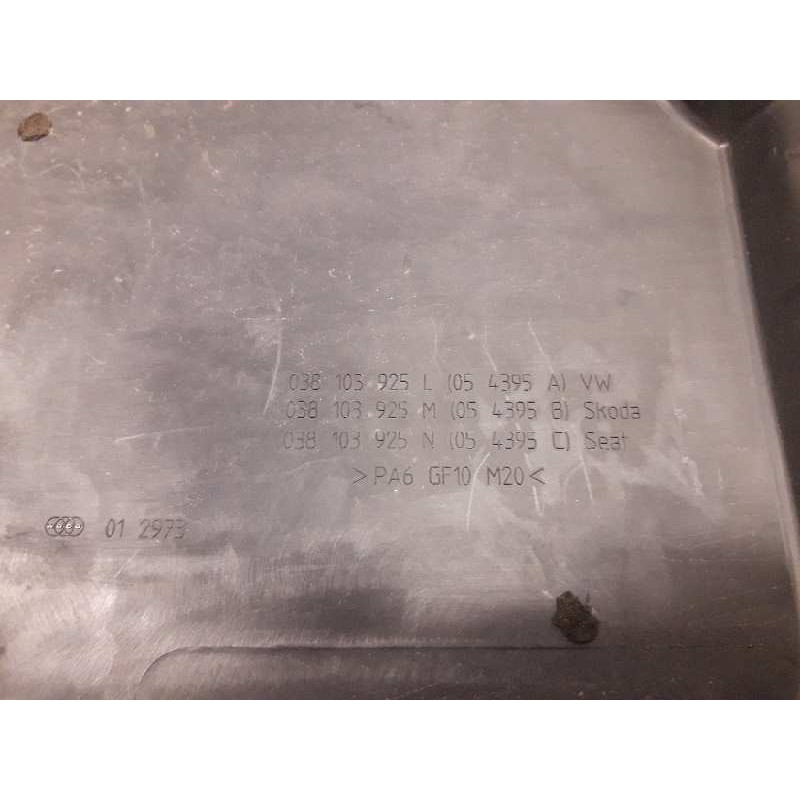 038 103 925 L (05 4395 A) VW
038 103 925 M (05 4395 B) Skoda
038 103 925 N (05 4395 C) Seat
>PA6 GF10 M20<
01 2973